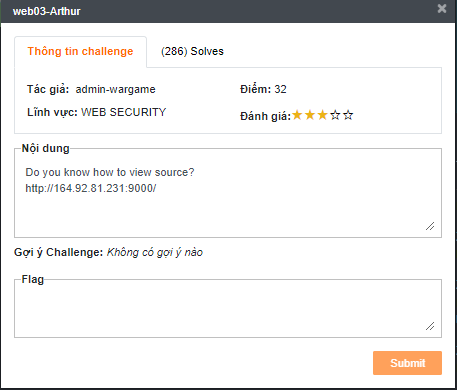 web03-Arthur
Thông tin challenge
(286) Solves
Tác giả: admin-wargame
Điểm: 32
Lĩnh vực: WEB SECURITY
Đánh giá:
Nội dung
Do you know how to view source?
http://164.92.81.231:9000/
Gợi ý Challenge: Không có gợi ý nào
Flag
Submit